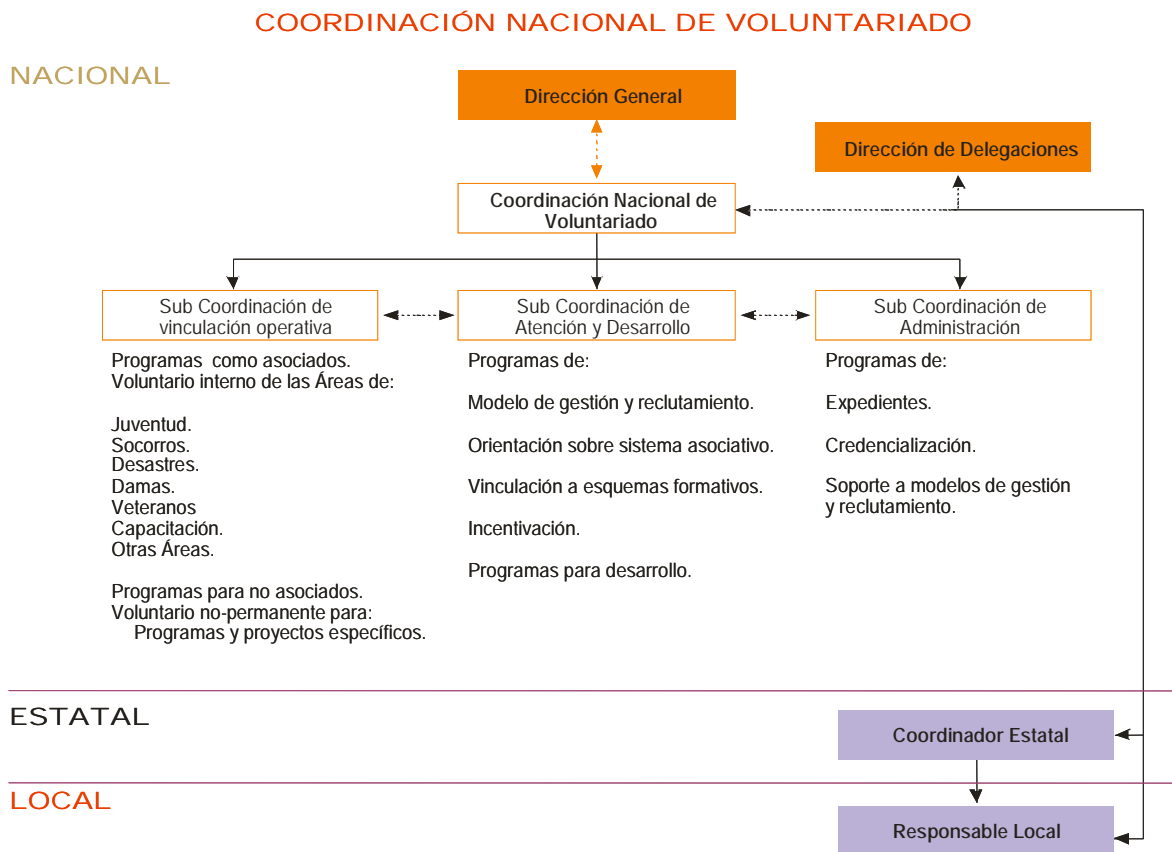 COORDINACIÓN NACIONAL DE VOLUNTARIADO
NACIONAL
Dirección General
Dirección de Delegaciones
Coordinación Nacional de
Voluntariado
Sub Coordinación de
vinculación operativa
Programas como asociados.
Voluntario interno de las Áreas de:
Juventud.
Socorros.
Desastres.
Damas.
Veteranos
Capacitación.
Otras Áreas.
Programas para no asociados.
Voluntario no-permanente para:
Programas y proyectos específicos.
Sub Coordinación de
Atención y Desarrollo
Programas de:
Modelo de gestión y reclutamiento.
Orientación sobre sistema asociativo.
Vinculación a esquemas formativos.
Incentivación.
Programas para desarrollo.
Sub Coordinación de
Administración
Programas de:
Expedientes.
Credencialización.
Soporte a modelos de gestión
y reclutamiento.
ESTATAL
Coordinador Estatal
LOCAL
Responsable Local